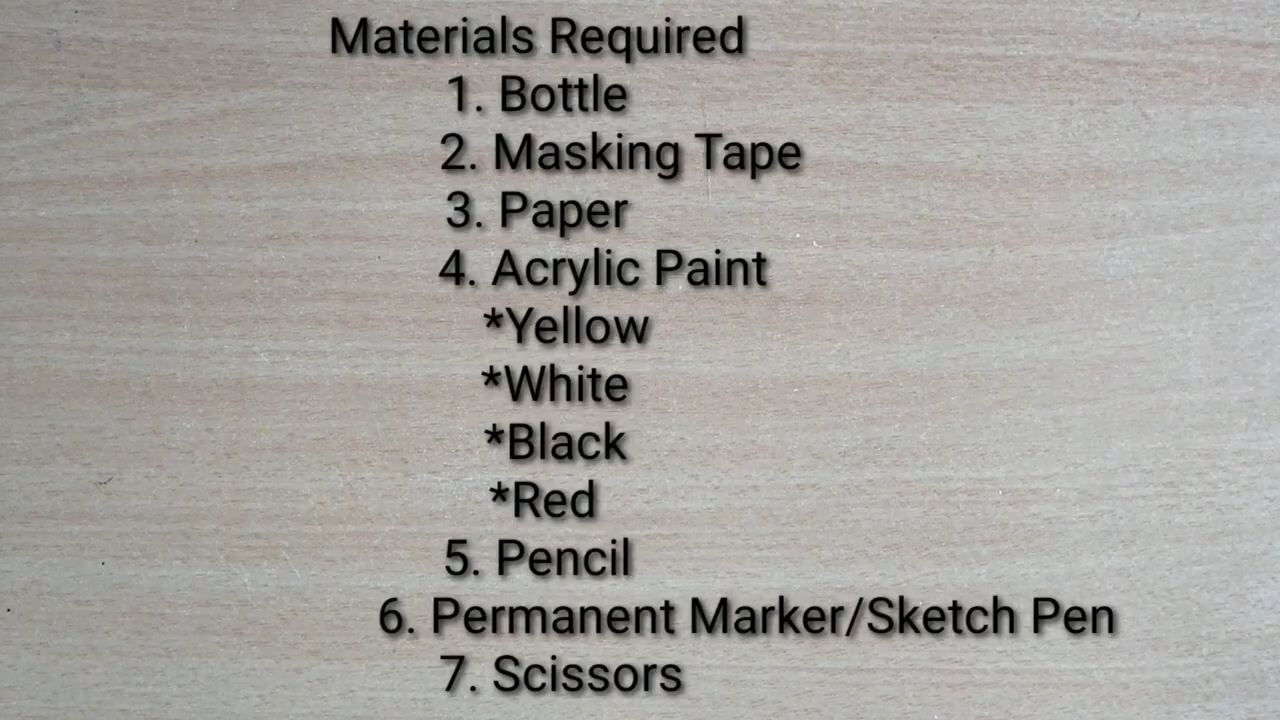 Materials Required
1. Bottle
2. Masking Tape
3. Paper
4. Acrylic Paint
*Yellow
*White
*Black
*Red
5. Pencil
6. Permanent Marker/Sketch Pen
7. Scissors